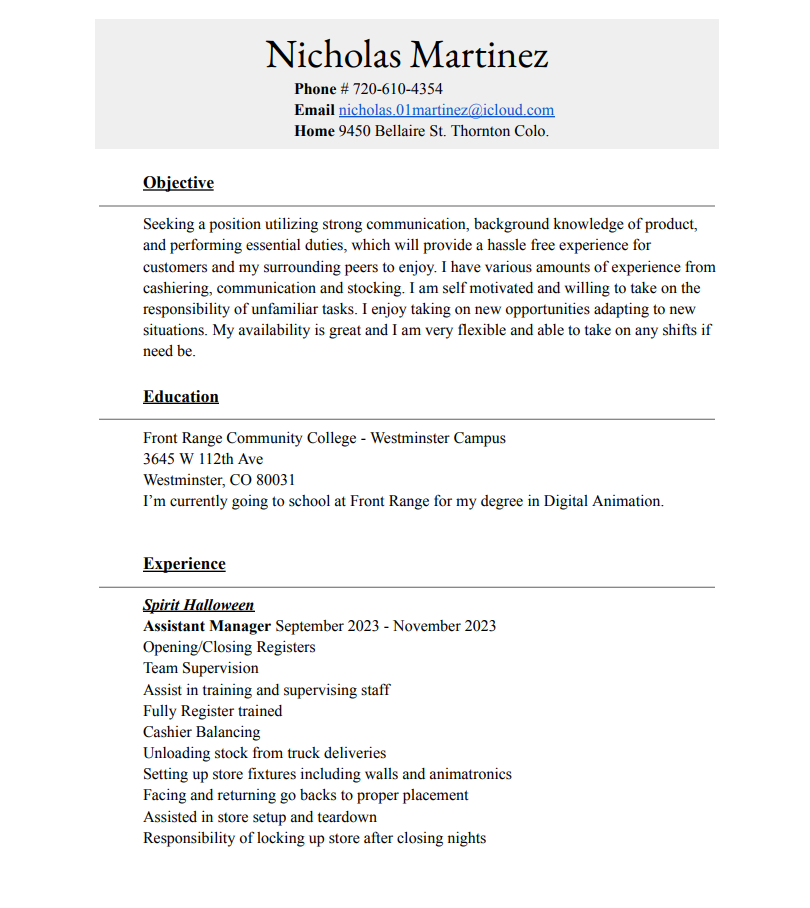 Nicholas Martinez
Phone # 720-610-4354
Email nicholas.01martinez@icloud.com
Home 9450 Bellaire St. Thornton Colo.
Objective
Seeking a position utilizing strong communication, background knowledge of product,
and performing essential duties, which will provide a hassle free experience for
customers and my surrounding peers to enjoy. I have various amounts of experience from
cashiering, communication and stocking. I am self motivated and willing to take on the
responsibility of unfamiliar tasks. I enjoy taking on new opportunities adapting to new
situations. My availability is great and I am very flexible and able to take on any shifts if
need be.
Education
Front Range Community College - Westminster Campus
3645 W 112th Ave
Westminster, CO 80031
I’m currently going to school at Front Range for my degree in Digital Animation.
Experience
Spirit Halloween
Assistant Manager September 2023 - November 2023
Opening/Closing Registers
Team Supervision
Assist in training and supervising staff
Fully Register trained
Cashier Balancing
Unloading stock from truck deliveries
Setting up store fixtures including walls and animatronics
Facing and returning go backs to proper placement
Assisted in store setup and teardown
Responsibility of locking up store after closing nights